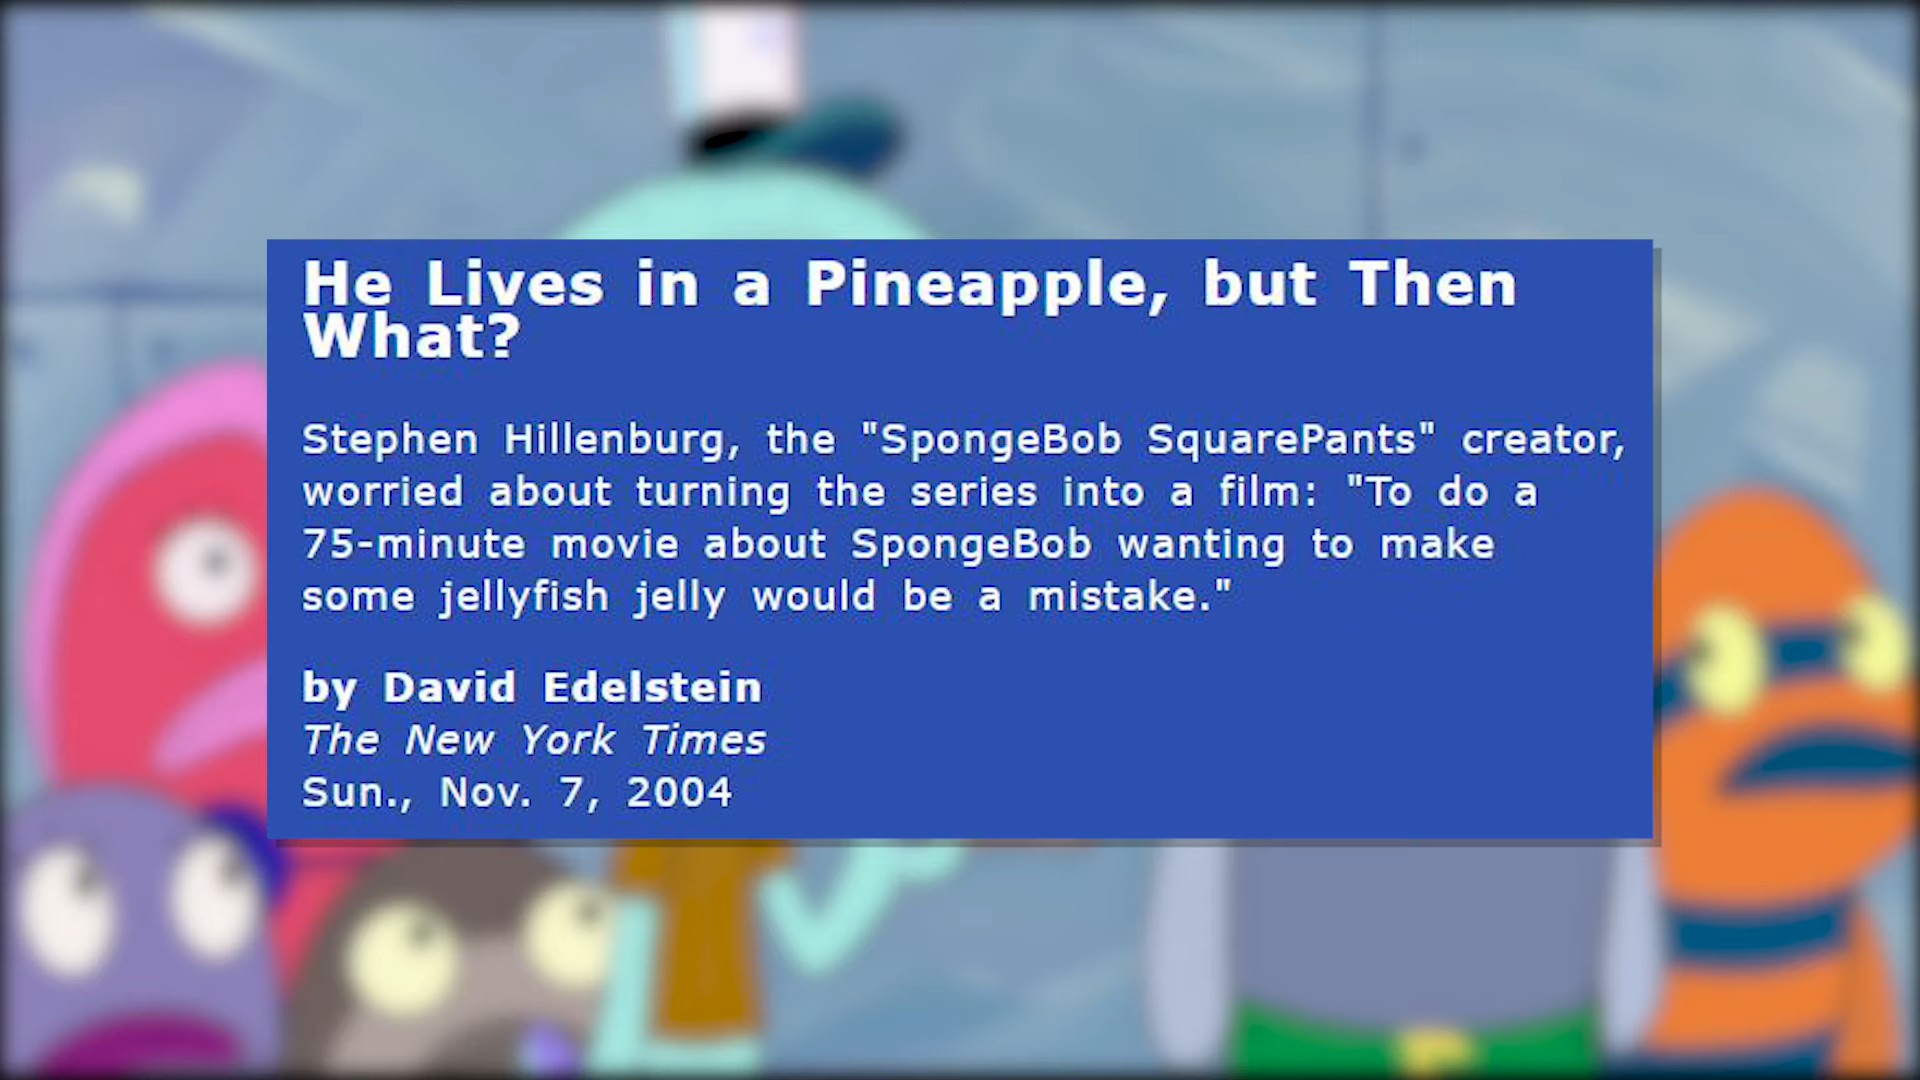 He Lives in a Pineapple, but Then
What?
Stephen Hillenburg, the "SpongeBob SquarePants" creator,
worried about turning the series into a film: "To do a
75-minute movie about SpongeBob wanting to make
some jellyfish jelly would be a mistake."
by David Edelstein
The New York Times
Sun., Nov. 7, 2004